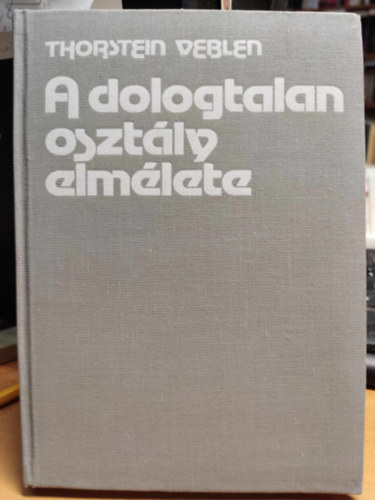 THORSTEIN VEBLEN
A dologtalan
osztály
elmélete